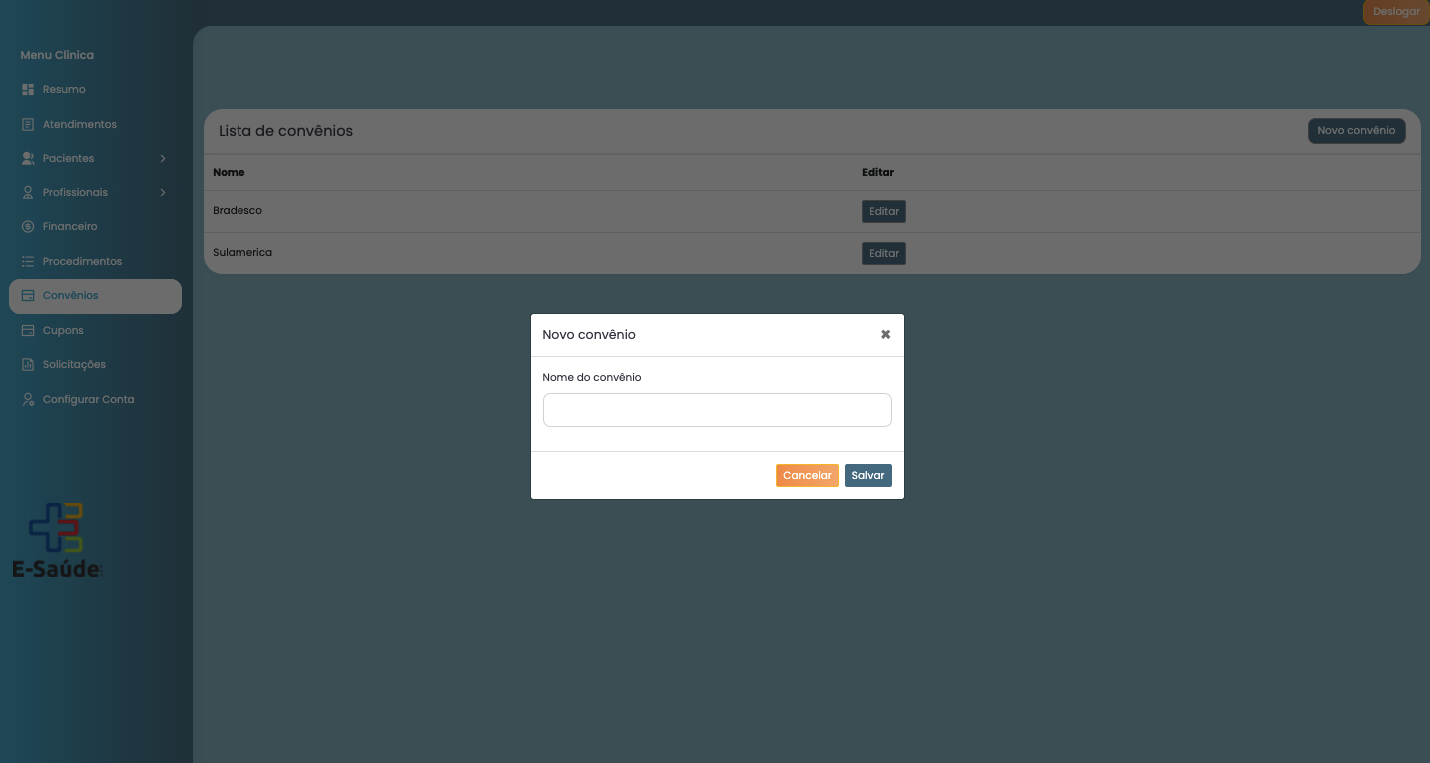 Deslogar
Menu Clinica
Resumo
Atendimentos
Pacientes
Profissionais
Financeiro
Procedimentos
Convênios
Cupons
Solicitações
Configurar Conta
E-Saúde
Lista de convênios
Novo convênio
Nome Editar
Bradesco Editar
Sulamerica Editar
Novo convênio
Nome do convênio
Cancelar Salvar